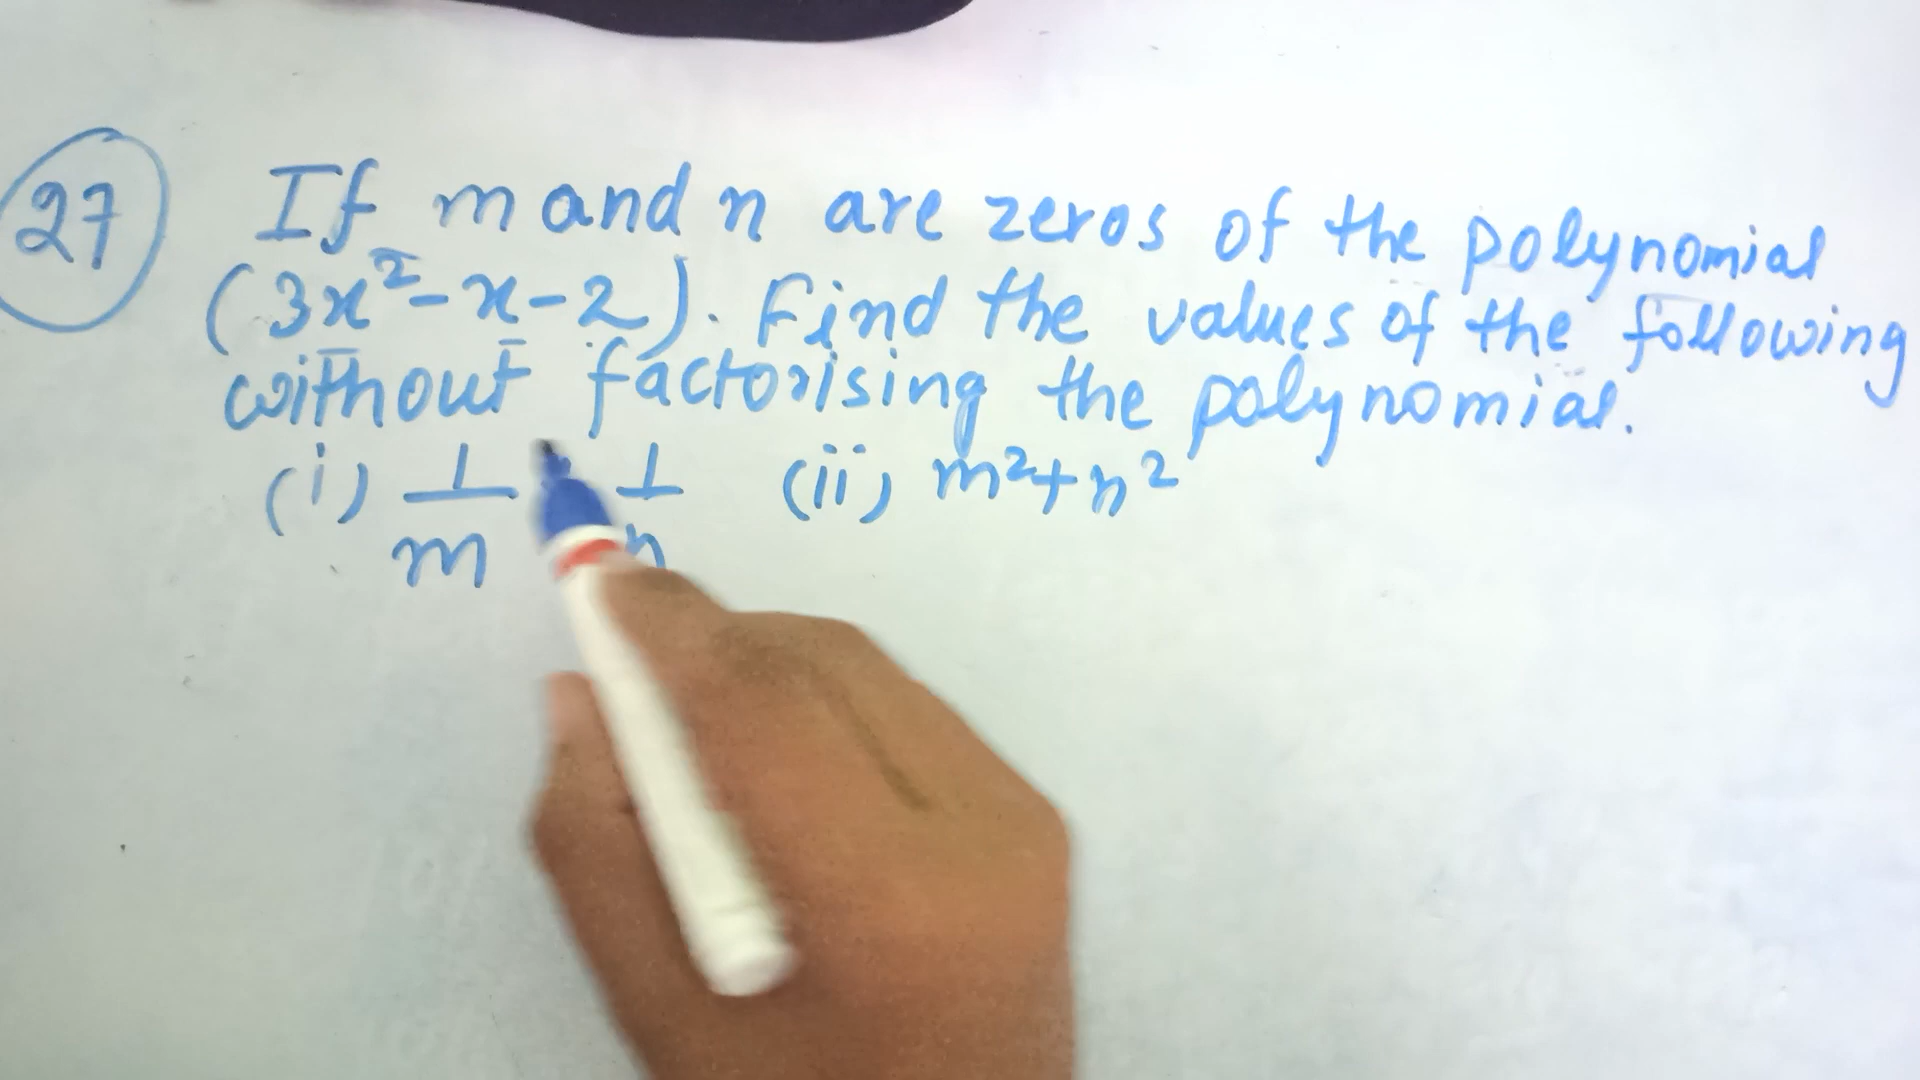 27
If m and n are zeros of the polynomial
(3x²-x-2). Find the values of the following
without factorising the polynomial.
(i) 1/m 1/n (ii) m²+n²